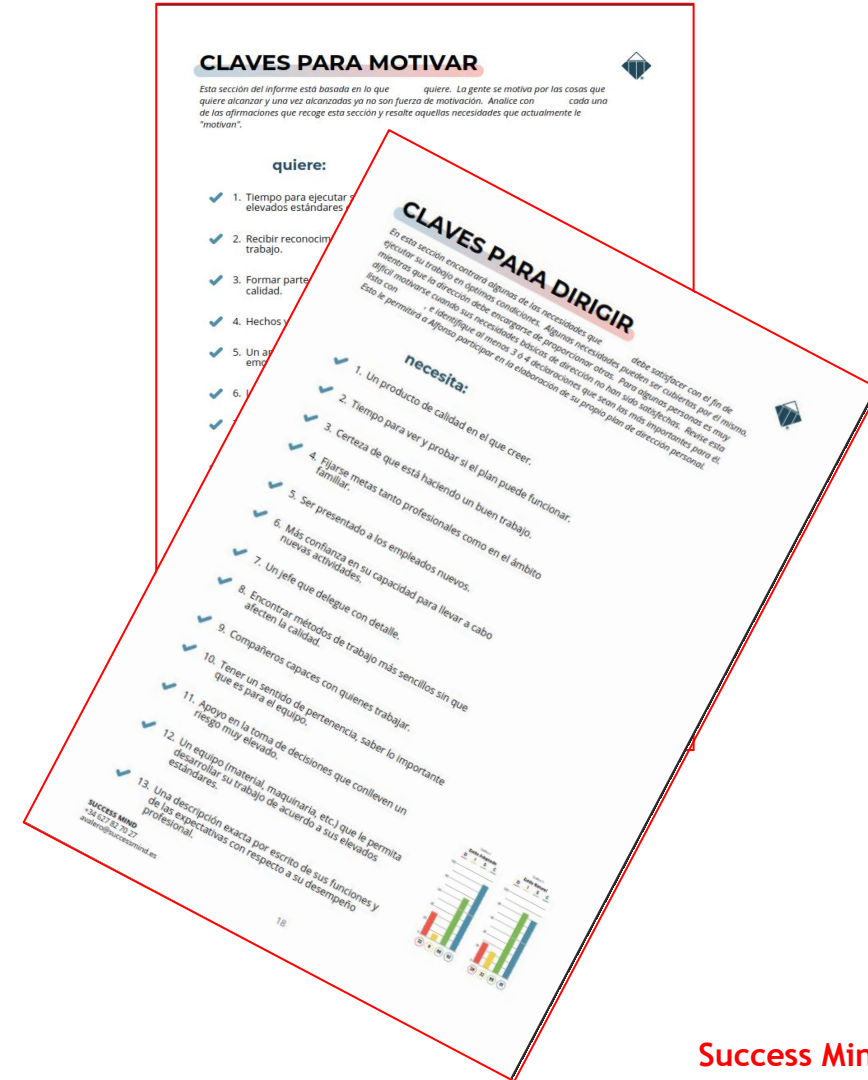 CLAVES PARA MOTIVAR
Esta sección del informe está basada en lo que quiere. La gente se motiva por las cosas que
quiere alcanzar y una vez alcanzadas ya no son fuerza de motivación. Analice con cada una
de las afirmaciones que recoge esta sección y resalte aquellas necesidades que actualmente le
"motivan".
quiere:
1. Tiempo para ejecutar
elevados estándares
2. Recibir
trabajo.
3. Formar parte
calidad.
4. Hechos
5. Un
6.
CLAVES PARA DIRIGIR
En esta sección encontrará algunas de las necesidades que debe satisfacer con el fin de
ejecutar su trabajo en óptimas condiciones. Algunas necesidades pueden ser cubiertas por él mismo,
mientras que la dirección debe encargarse de proporcionar otras. Para algunas personas es muy
difícil motivarse cuando sus necesidades básicas de dirección no han sido satisfechas. Revise esta
lista con , e identifique al menos 3 ó 4 declaraciones que sean las más importantes para él.
Esto le permitirá a Alfonso participar en la elaboración de su propio plan de dirección personal.
necesita:
1. Un producto de calidad en el que creer.
2. Tiempo para ver y probar si el plan puede funcionar.
3. Certeza de que está haciendo un buen trabajo.
4. Fijarse metas tanto profesionales como en el ámbito
familiar.
5. Ser presentado a los empleados nuevos.
6. Más confianza en su capacidad para llevar a cabo
nuevas actividades.
7. Un jefe que delegue con detalle.
8. Encontrar métodos de trabajo más sencillos sin que
afecten la calidad.
9. Compañeros capaces con quienes trabajar.
10. Tener un sentido de pertenencia, saber lo importante
que es para el equipo.
11. Apoyo en la toma de decisiones que conlleven un
riesgo muy elevado.
12. Un equipo (material, maquinaria, etc.) que le permita
desarrollar su trabajo de acuerdo a sus elevados
estándares.
13. Una descripción exacta por escrito de sus funciones y
de las expectativas con respecto a su desempeño
profesional.
SUCCESS MIND
+34 627 82 70 27
avalero@successmind.es
18
Estilo Adaptado
D I S C
Estilo Natural
D I S C
Success Min